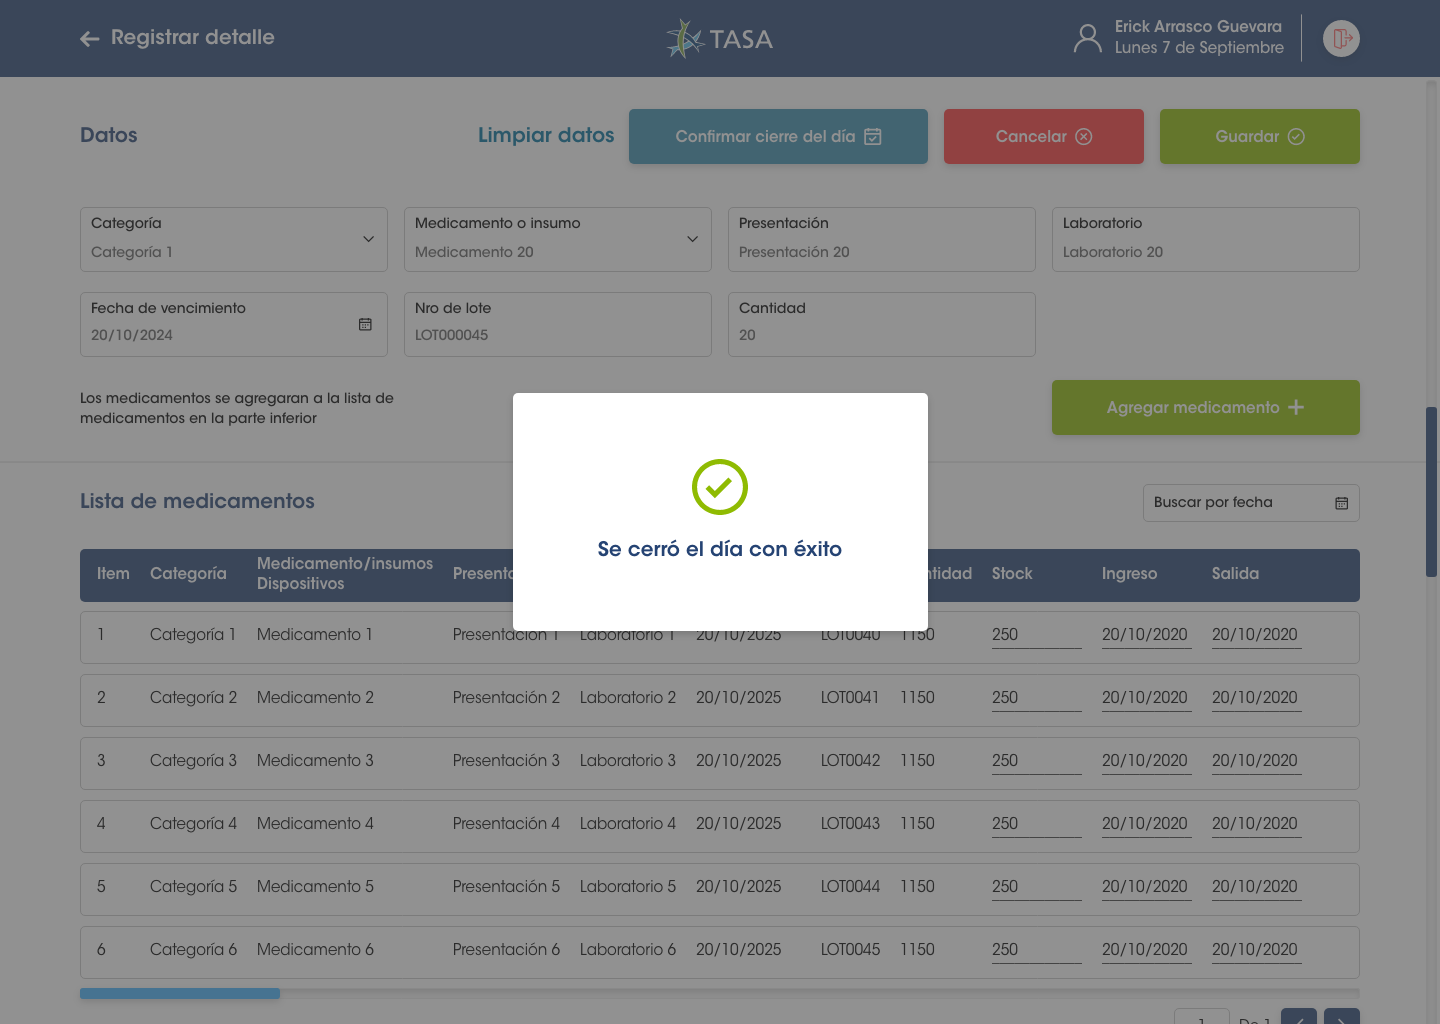 Registrar detalle
TASA
Erick Arrasco Guevara
Lunes 7 de Septiembre
Datos
Limpiar datos
Confirmar cierre del día
Cancelar
Guardar
Categoría
Categoría 1
Medicamento o insumo
Medicamento 20
Presentación
Presentación 20
Laboratorio
Laboratorio 20
Fecha de vencimiento
20/10/2024
Nro de lote
LOT000045
Cantidad
20
Los medicamentos se agregaran a la lista de
medicamentos en la parte inferior
Agregar medicamento
Se cerró el día con éxito
Lista de medicamentos
Buscar por fecha
Item Categoría Medicamento/insumos Dispositivos Stock Ingreso Salida
1 Categoría 1 Medicamento 1 Presentación 1 Laboratorio 1 20/10/2025 LOT0040 1150 250 20/10/2020 20/10/2020
2 Categoría 2 Medicamento 2 Presentación 2 Laboratorio 2 20/10/2025 LOT0041 1150 250 20/10/2020 20/10/2020
3 Categoría 3 Medicamento 3 Presentación 3 Laboratorio 3 20/10/2025 LOT0042 1150 250 20/10/2020 20/10/2020
4 Categoría 4 Medicamento 4 Presentación 4 Laboratorio 4 20/10/2025 LOT0043 1150 250 20/10/2020 20/10/2020
5 Categoría 5 Medicamento 5 Presentación 5 Laboratorio 5 20/10/2025 LOT0044 1150 250 20/10/2020 20/10/2020
6 Categoría 6 Medicamento 6 Presentación 6 Laboratorio 6 20/10/2025 LOT0045 1150 250 20/10/2020 20/10/2020
1 De 1